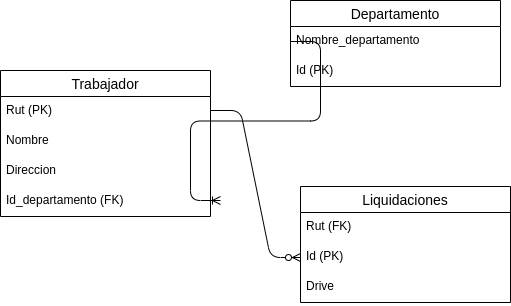 Departamento
Nombre_departamento
Id (PK)
Trabajador
Rut (PK)
Nombre
Direccion
Id_departamento (FK)
Liquidaciones
Rut (FK)
Id (PK)
Drive